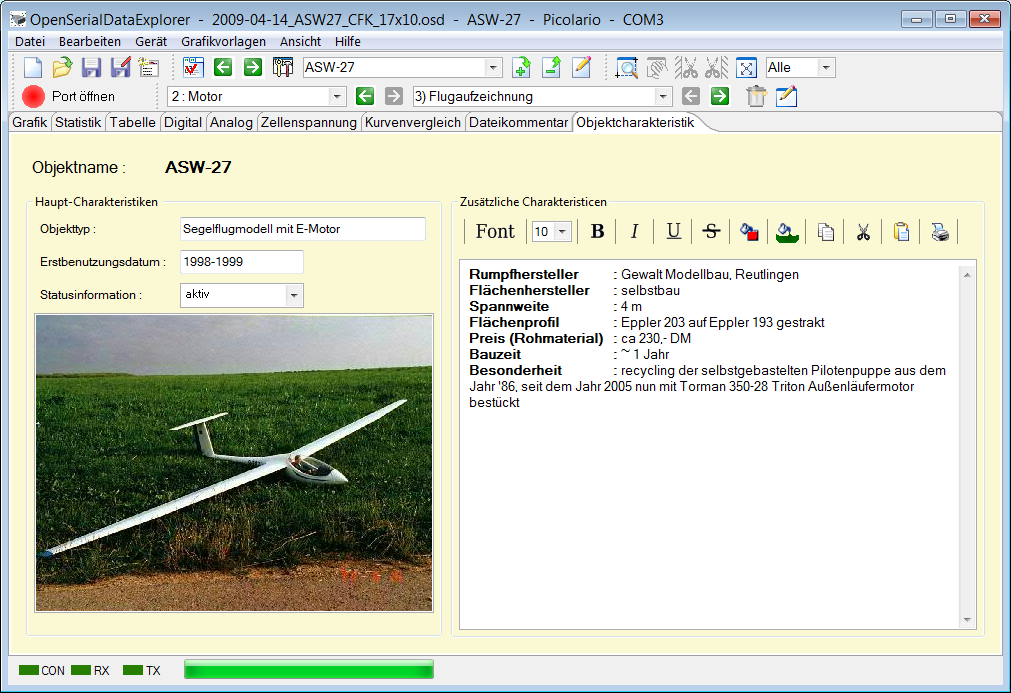 OpenSerialDataExplorer - 2009-04-14_ASW27_CFK_17x10.osd - ASW-27 - Picolario - COM3
Datei Bearbeiten Gerät Grafikvorlagen Ansicht Hilfe
ASW-27 Alle
Port öffnen 2 : Motor 3) Flugaufzeichnung
Grafik Statistik Tabelle Digital Analog Zellenspannung Kurvenvergleich Dateikommentar Objektcharakteristik
Objektname : ASW-27
Haupt-Charakteristiken
Objekttyp : Segelflugmodell mit E-Motor
Erstbenutzungsdatum : 1998-1999
Statusinformation : aktiv
Zusätzliche Charakteristicen
Font 10 B I U S
Rumpfhersteller : Gewalt Modellbau, Reutlingen
Flächenhersteller : selbstbau
Spannweite : 4 m
Flächenprofil : Eppler 203 auf Eppler 193 gestrakt
Preis (Rohmaterial) : ca 230,- DM
Bauzeit : ~ 1 Jahr
Besonderheit : recycling der selbstgebastelten Pilotenpuppe aus dem
Jahr '86, seit dem Jahr 2005 nun mit Torman 350-28 Triton Außenläufermotor
bestückt
CON RX TX